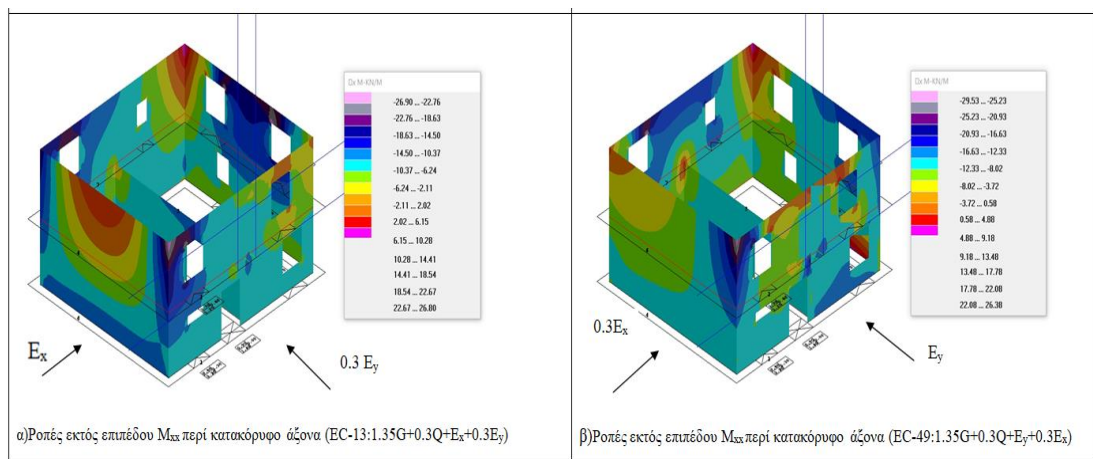 Dx M-KN/M
-26.90 ... -22.76
-22.76 ... -18.63
-18.63 ... -14.50
-14.50 ... -10.37
-10.37 ... -6.24
-6.24 ... -2.11
-2.11 ... 2.02
2.02 ... 6.15
6.15 ... 10.28
10.28 ... 14.41
14.41 ... 18.54
18.54 ... 22.67
22.67 ... 26.80
Ex
0.3 Ey
α)Ροπές εκτός επιπέδου Mxx περί κατακόρυφο άξονα (EC-13:1.35G+0.3Q+Ex+0.3Ey)
Dx M-KN/M
-29.53 ... -25.23
-25.23 ... -20.93
-20.93 ... -16.63
-16.63 ... -12.33
-12.33 ... -8.02
-8.02 ... -3.72
-3.72 ... 0.58
0.58 ... 4.88
4.88 ... 9.18
9.18 ... 13.48
13.48 ... 17.78
17.78 ... 22.08
22.08 ... 26.38
0.3Ex
Ey
β)Ροπές εκτός επιπέδου Mxx περί κατακόρυφο άξονα (EC-49:1.35G+0.3Q+Ey+0.3Ex)